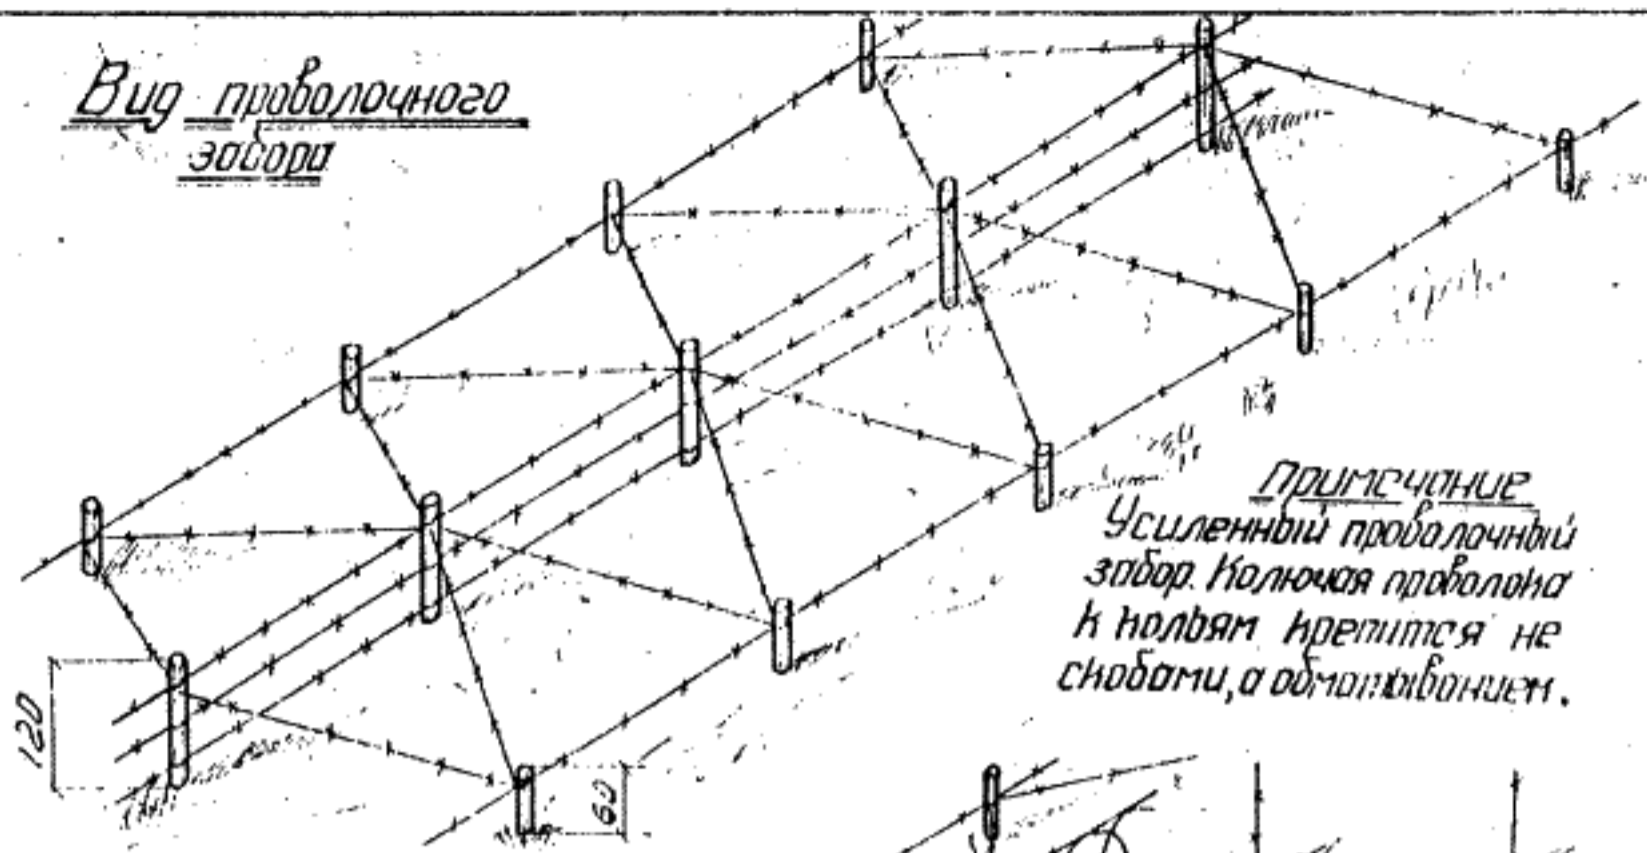 Вид проволочного
забора
Примечание
Усиленный проволочный
забор. Колючая проволока
к кольям крепится не
скобами, а обматыванием.
120
60